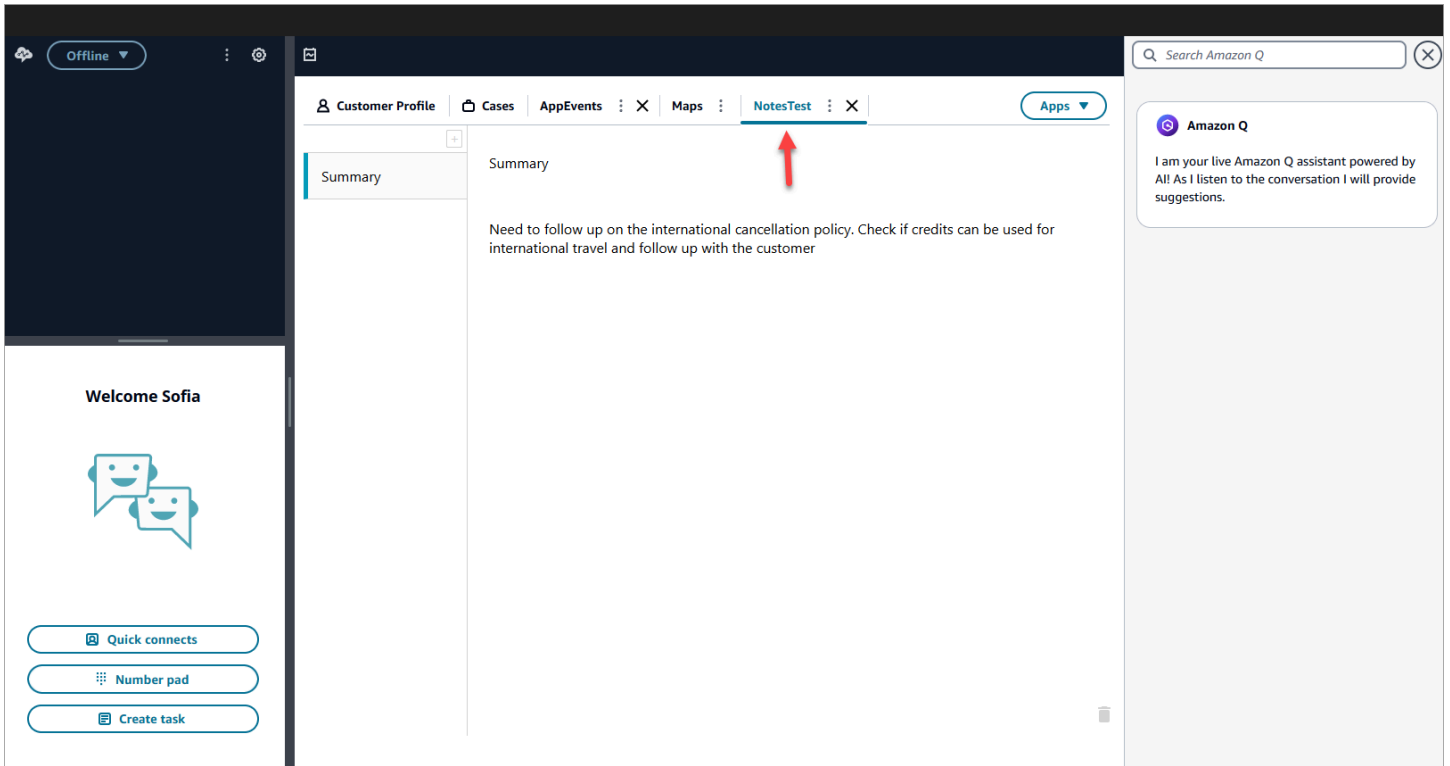 Offline
Search Amazon Q
Customer Profile
Cases
AppEvents
Maps
NotesTest
Apps
Summary
Summary
Need to follow up on the international cancellation policy. Check if credits can be used for
international travel and follow up with the customer
Amazon Q
I am your live Amazon Q assistant powered by
AI! As I listen to the conversation I will provide
suggestions.
Welcome Sofia
Quick connects
Number pad
Create task